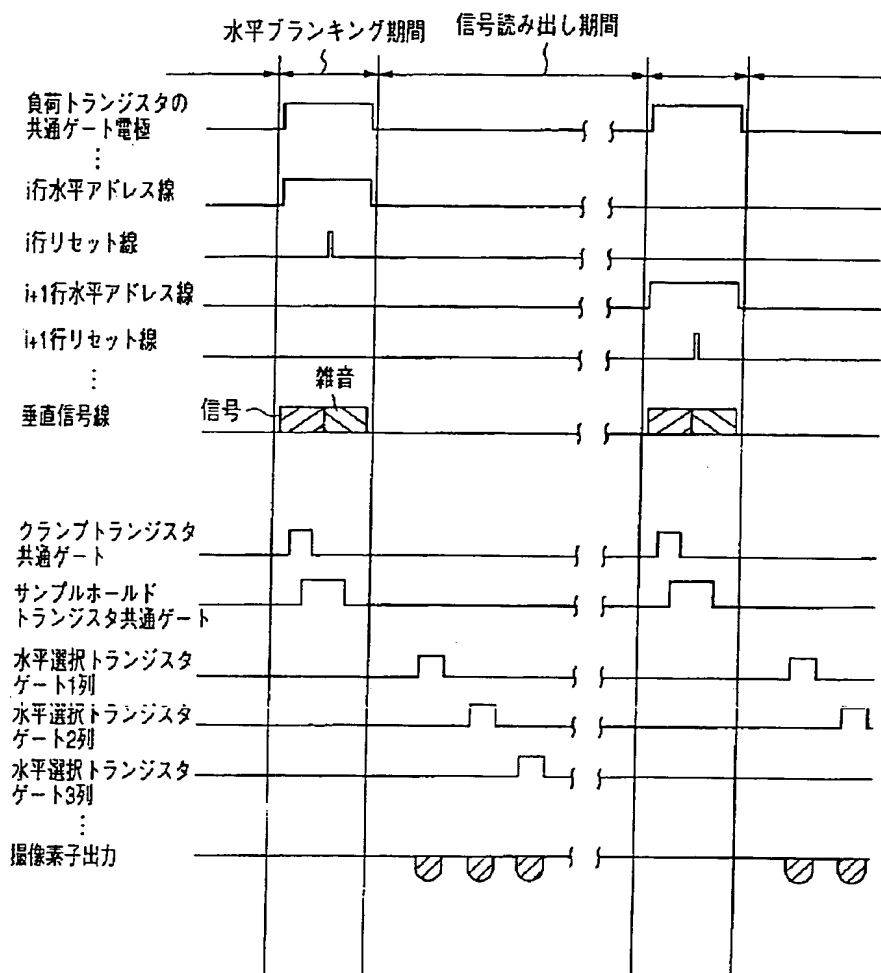 水平ブランキング期間
信号読み出し期間
負荷トランジスタの
共通ゲート電極
⋮
i行水平アドレス線
i行リセット線
i+1行水平アドレス線
i+1行リセット線
⋮
雑音
信号
垂直信号線
クランプトランジスタ
共通ゲート
サンプルホールド
トランジスタ共通ゲート
水平選択トランジスタ
ゲート1列
水平選択トランジスタ
ゲート2列
水平選択トランジスタ
ゲート3列
⋮
撮像素子出力